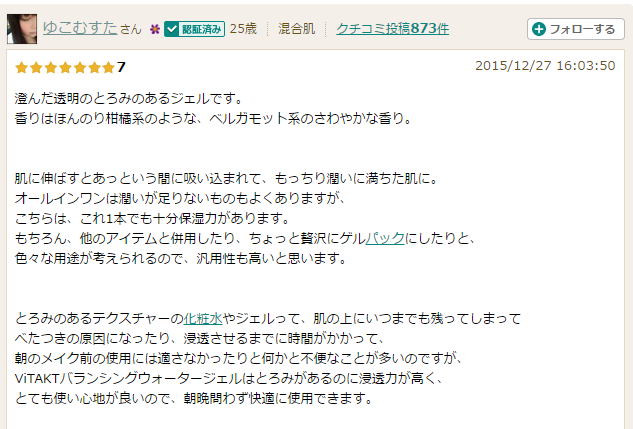 ゆこむすたさん 認証済み 25歳 混合肌 クチコミ投稿873件 フォローする
★★★★★★★7 2015/12/27 16:03:50
澄んだ透明のとろみのあるジェルです。
香りはほんのり柑橘系のような、ベルガモット系のさわやかな香り。
肌に伸ばすとあっという間に吸い込まれて、もっちり潤いに満ちた肌に。
オールインワンは潤いが足りないものもよくありますが、
こちらは、これ1本でも十分保湿力があります。
もちろん、他のアイテムと併用したり、ちょっと贅沢にゲルパックにしたりと、
色々な用途が考えられるので、汎用性も高いと思います。
とろみのあるテクスチャーの化粧水やジェルって、肌の上にいつまでも残ってしまって
べたつきの原因になったり、浸透させるまでに時間がかかって、
朝のメイク前の使用には適さなかったりと何かと不便なことが多いのですが、
ViTAKTバランシングウォータージェルはとろみがあるのに浸透力が高く、
とても使い心地が良いので、朝晩問わず快適に使用できます。